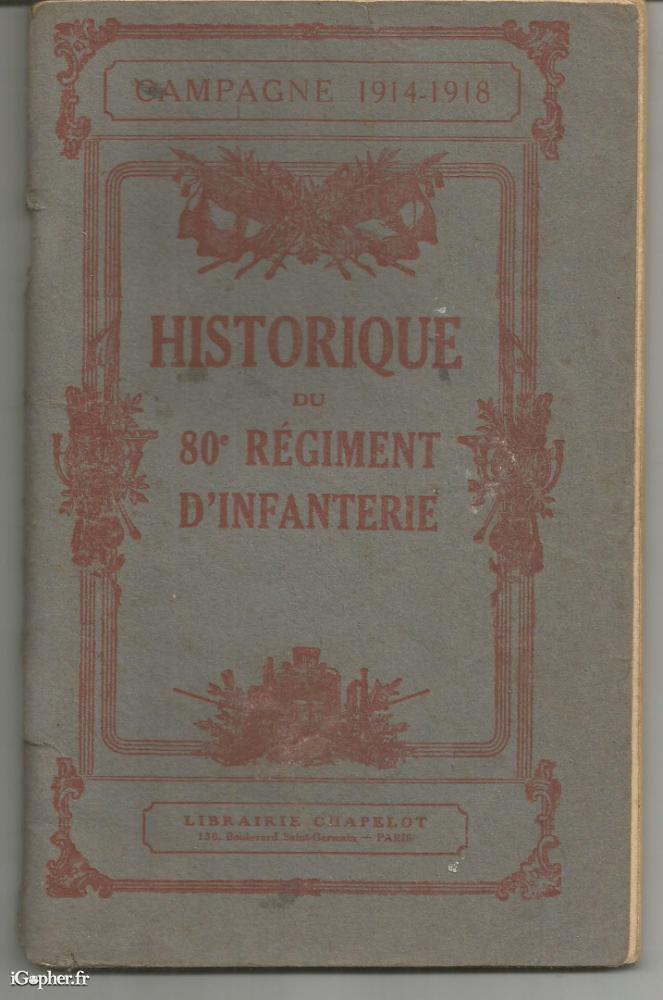 CAMPAGNE 1914-1918
HISTORIQUE
DU
80e RÉGIMENT
D'INFANTERIE
LIBRAIRIE CHAPELOT
136, Boulevard Saint-Germain — PARIS
iGopher.fr